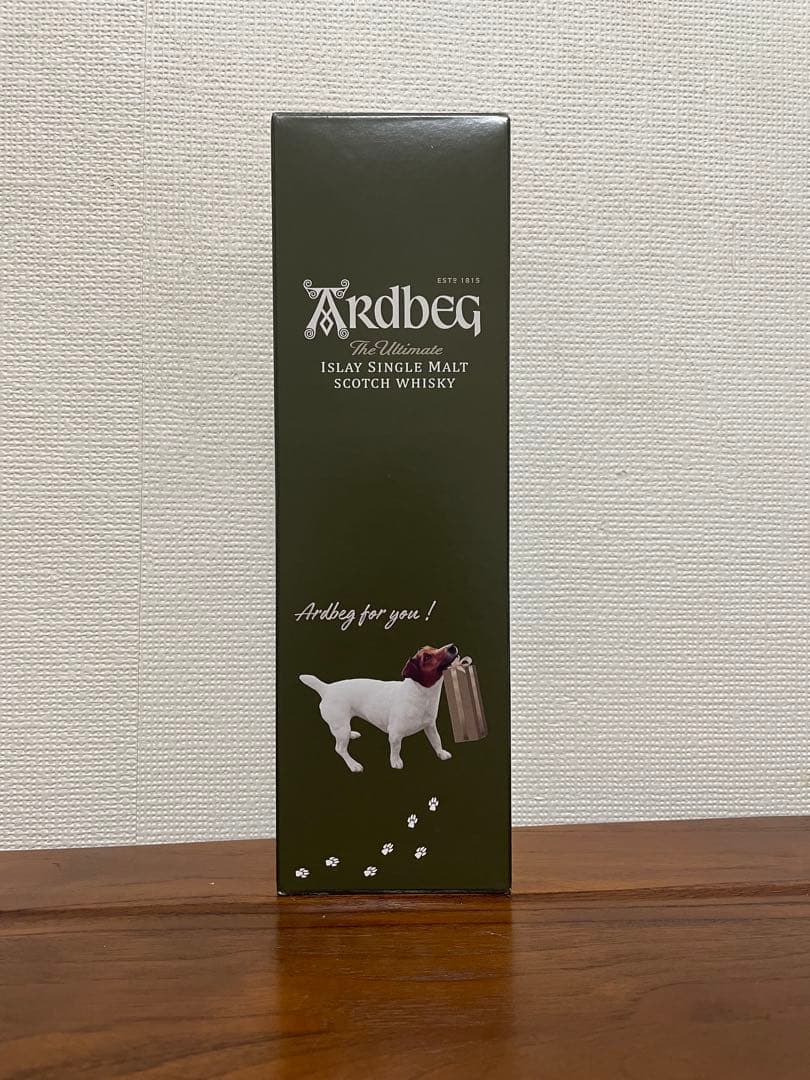 ESTD 1815
ARdbEG
The Ultimate
ISLAY SINGLE MALT
SCOTCH WHISKY
Ardbeg for you !